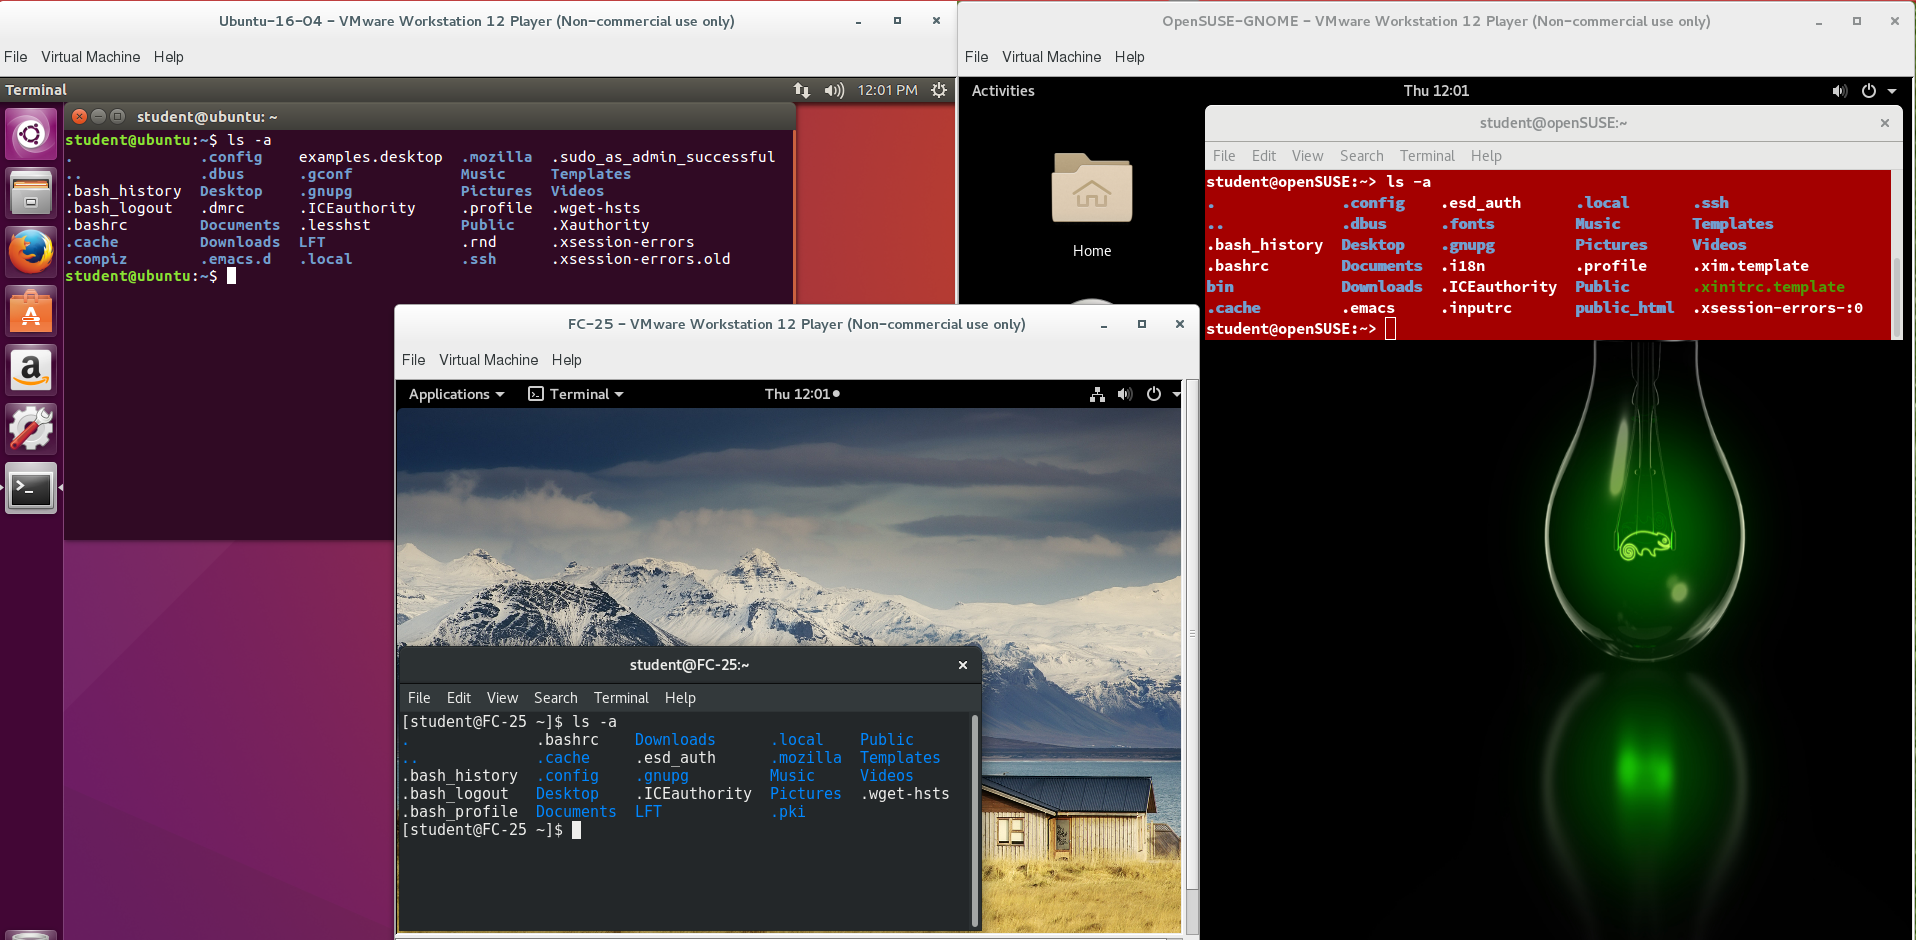 Ubuntu-16-04 – VMware Workstation 12 Player (Non-commercial use only)
File Virtual Machine Help
Terminal 12:01 PM
student@ubuntu: ~
student@ubuntu:~$ ls -a
. .config examples.desktop .mozilla .sudo_as_admin_successful
.. .dbus .gconf Music Templates
.bash_history Desktop .gnupg Pictures Videos
.bash_logout .dmrc .ICEauthority .profile .wget-hsts
.bashrc Documents .lesshst Public .Xauthority
.cache Downloads LFT .rnd .xsession-errors
.compiz .emacs.d .local .ssh .xsession-errors.old
student@ubuntu:~$
a
OpenSUSE-GNOME – VMware Workstation 12 Player (Non-commercial use only)
File Virtual Machine Help
Activities Thu 12:01
Home
student@openSUSE:~
File Edit View Search Terminal Help
student@openSUSE:~> ls -a
. .config .esd_auth .local .ssh
.. .dbus .fonts Music Templates
.bash_history Desktop .gnupg Pictures Videos
.bashrc Documents .i18n .profile .xim.template
bin Downloads .ICEauthority Public .xinitrc.template
.cache .emacs .inputrc public_html .xsession-errors-:0
student@openSUSE:~>
FC-25 – VMware Workstation 12 Player (Non-commercial use only)
File Virtual Machine Help
Applications Terminal Thu 12:01
student@FC-25:~
File Edit View Search Terminal Help
[student@FC-25 ~]$ ls -a
. .bashrc Downloads .local Public
.. .cache .esd_auth .mozilla Templates
.bash_history .config .gnupg Music Videos
.bash_logout Desktop .ICEauthority Pictures .wget-hsts
.bash_profile Documents LFT .pki
[student@FC-25 ~]$